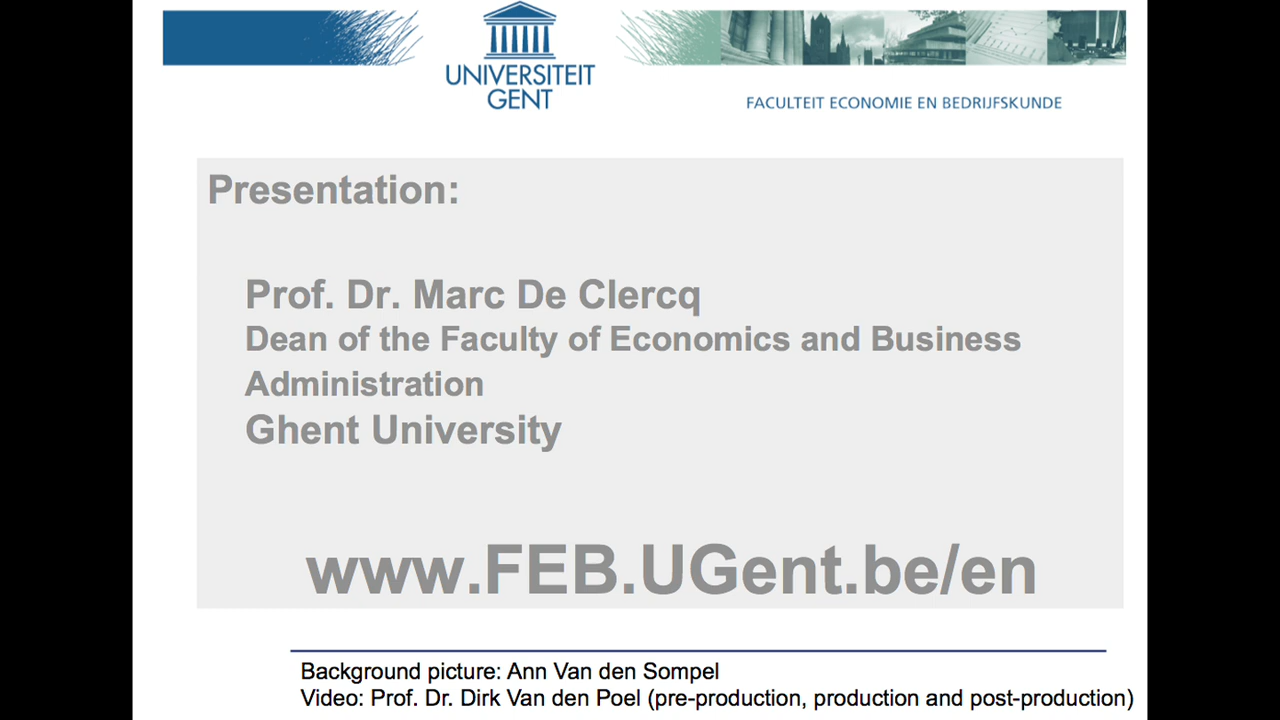 UNIVERSITEIT
GENT
FACULTEIT ECONOMIE EN BEDRIJFSKUNDE
Presentation:
Prof. Dr. Marc De Clercq
Dean of the Faculty of Economics and Business
Administration
Ghent University
www.FEB.UGent.be/en
Background picture: Ann Van den Sompel
Video: Prof. Dr. Dirk Van den Poel (pre-production, production and post-production)